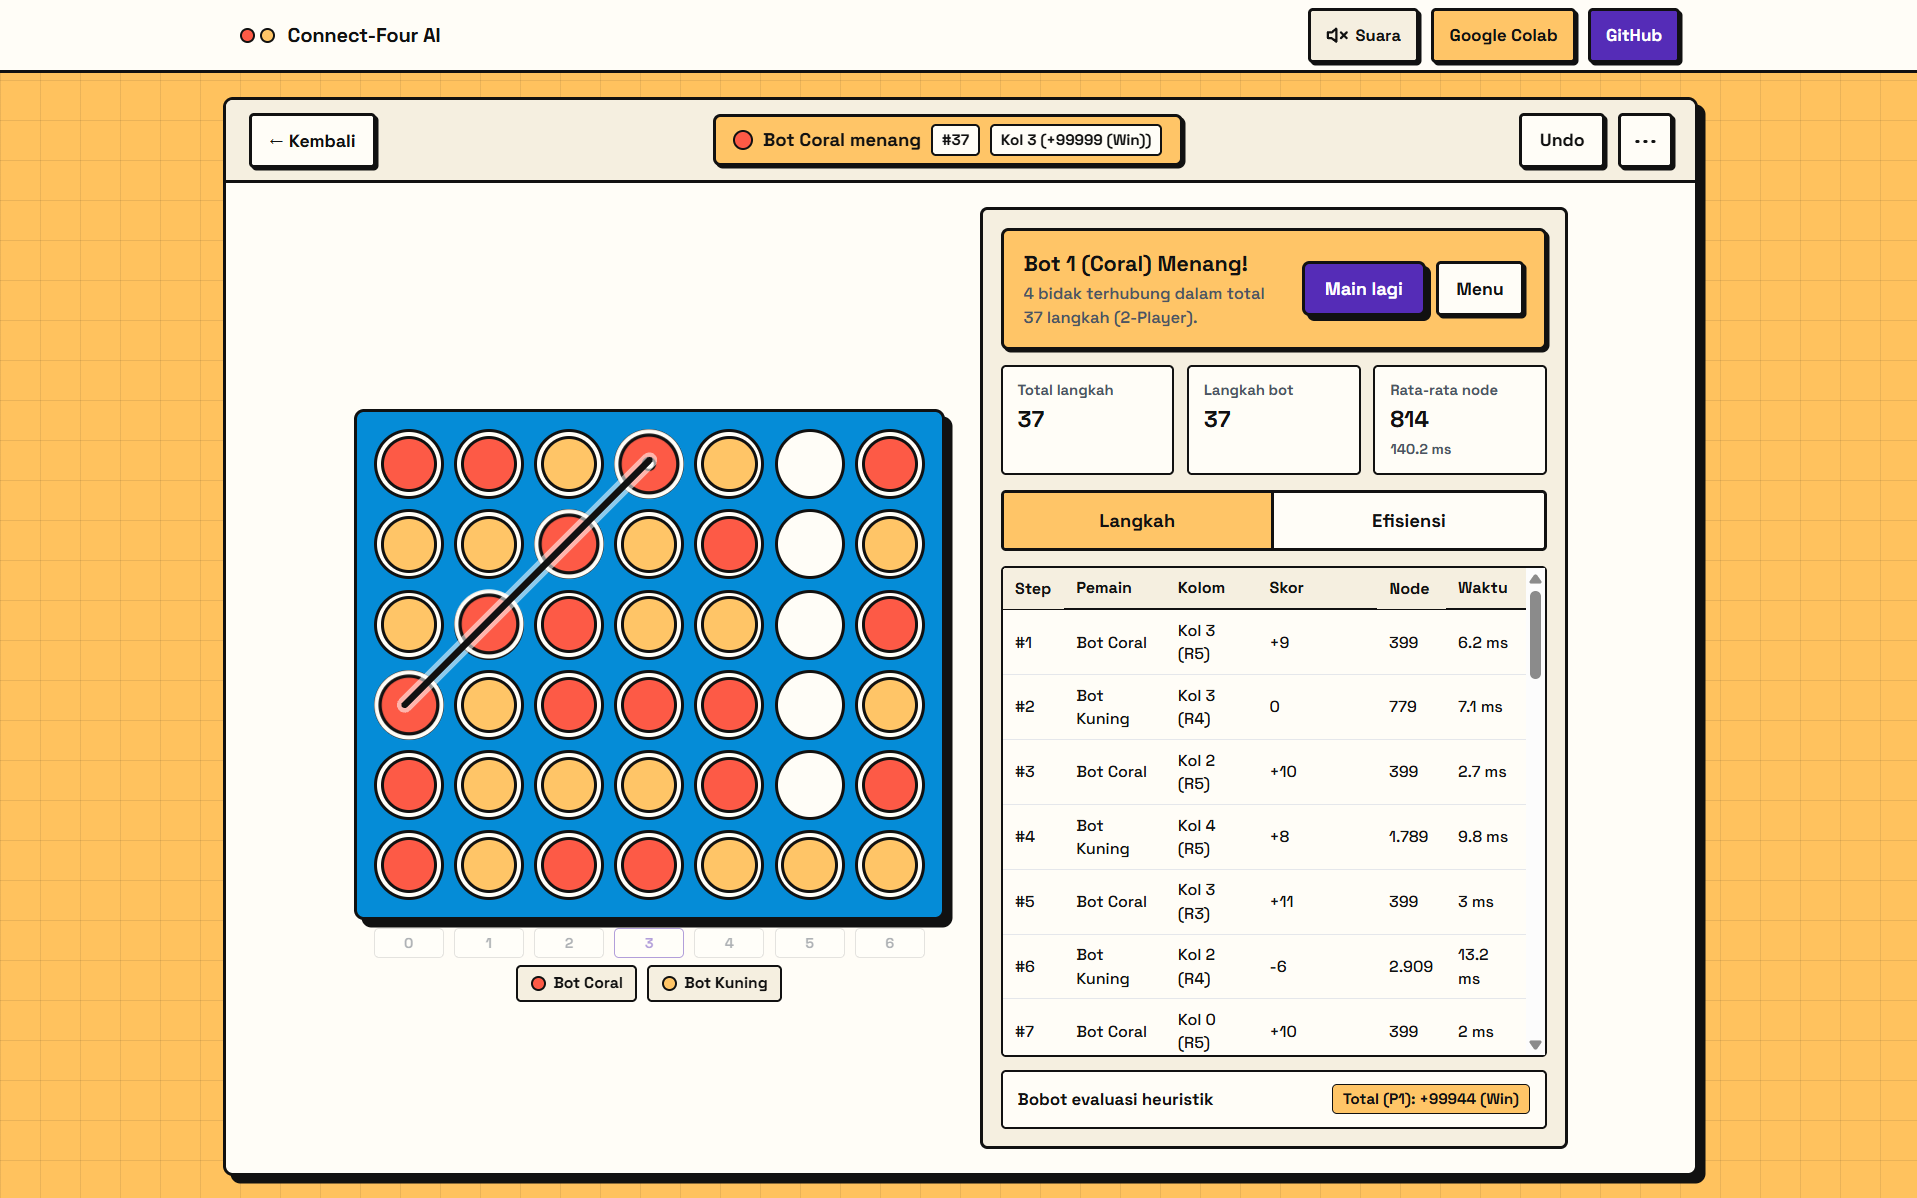 Connect-Four AI
Suara
Google Colab
GitHub
← Kembali
Bot Coral menang
#37
Kol 3 (+99999 (Win))
Undo
...
Bot 1 (Coral) Menang!
4 bidak terhubung dalam total
37 langkah (2-Player).
Main lagi
Menu
Total langkah
37
Langkah bot
37
Rata-rata node
814
140.2 ms
Langkah
Efisiensi
Step Pemain Kolom Skor Node Waktu
#1 Bot Coral Kol 3 (R5) +9 399 6.2 ms
#2 Bot Kuning Kol 3 (R4) 0 779 7.1 ms
#3 Bot Coral Kol 2 (R5) +10 399 2.7 ms
#4 Bot Kuning Kol 4 (R5) +8 1.789 9.8 ms
#5 Bot Coral Kol 3 (R3) +11 399 3 ms
#6 Bot Kuning Kol 2 (R4) -6 2.909 13.2 ms
#7 Bot Coral Kol 0 (R5) +10 399 2 ms
0 1 2 3 4 5 6
Bot Coral
Bot Kuning
Bobot evaluasi heuristik
Total (P1): +99944 (Win)